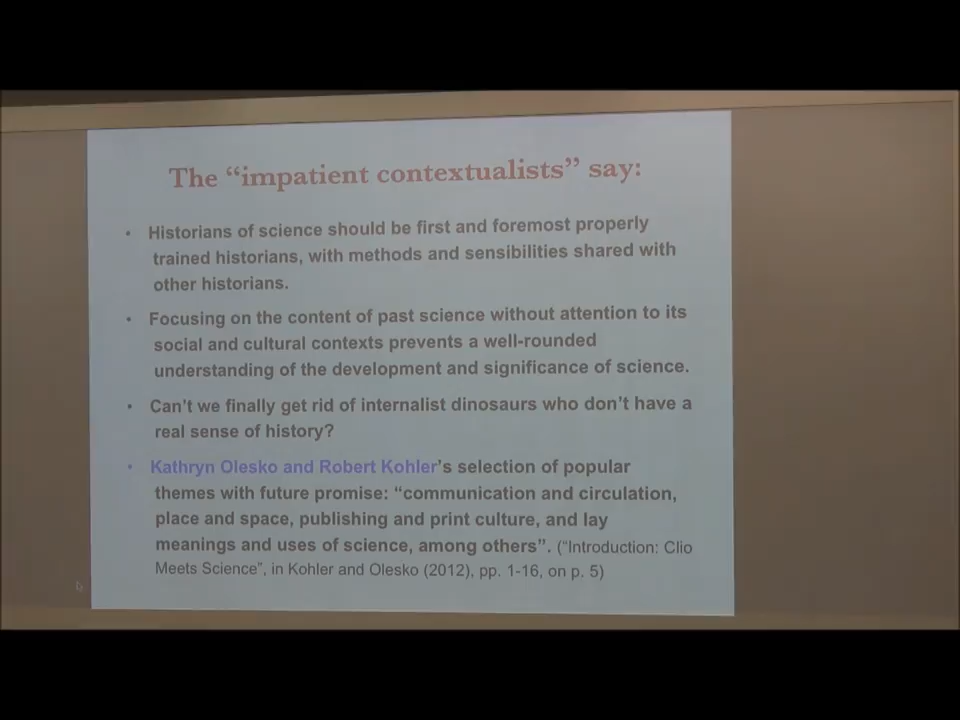 The “impatient contextualists” say:
• Historians of science should be first and foremost properly
trained historians, with methods and sensibilities shared with
other historians.
• Focusing on the content of past science without attention to its
social and cultural contexts prevents a well-rounded
understanding of the development and significance of science.
• Can’t we finally get rid of internalist dinosaurs who don’t have a
real sense of history?
• Kathryn Olesko and Robert Kohler’s selection of popular
themes with future promise: “communication and circulation,
place and space, publishing and print culture, and lay
meanings and uses of science, among others”. (“Introduction: Clio
Meets Science”, in Kohler and Olesko (2012), pp. 1-16, on p. 5)